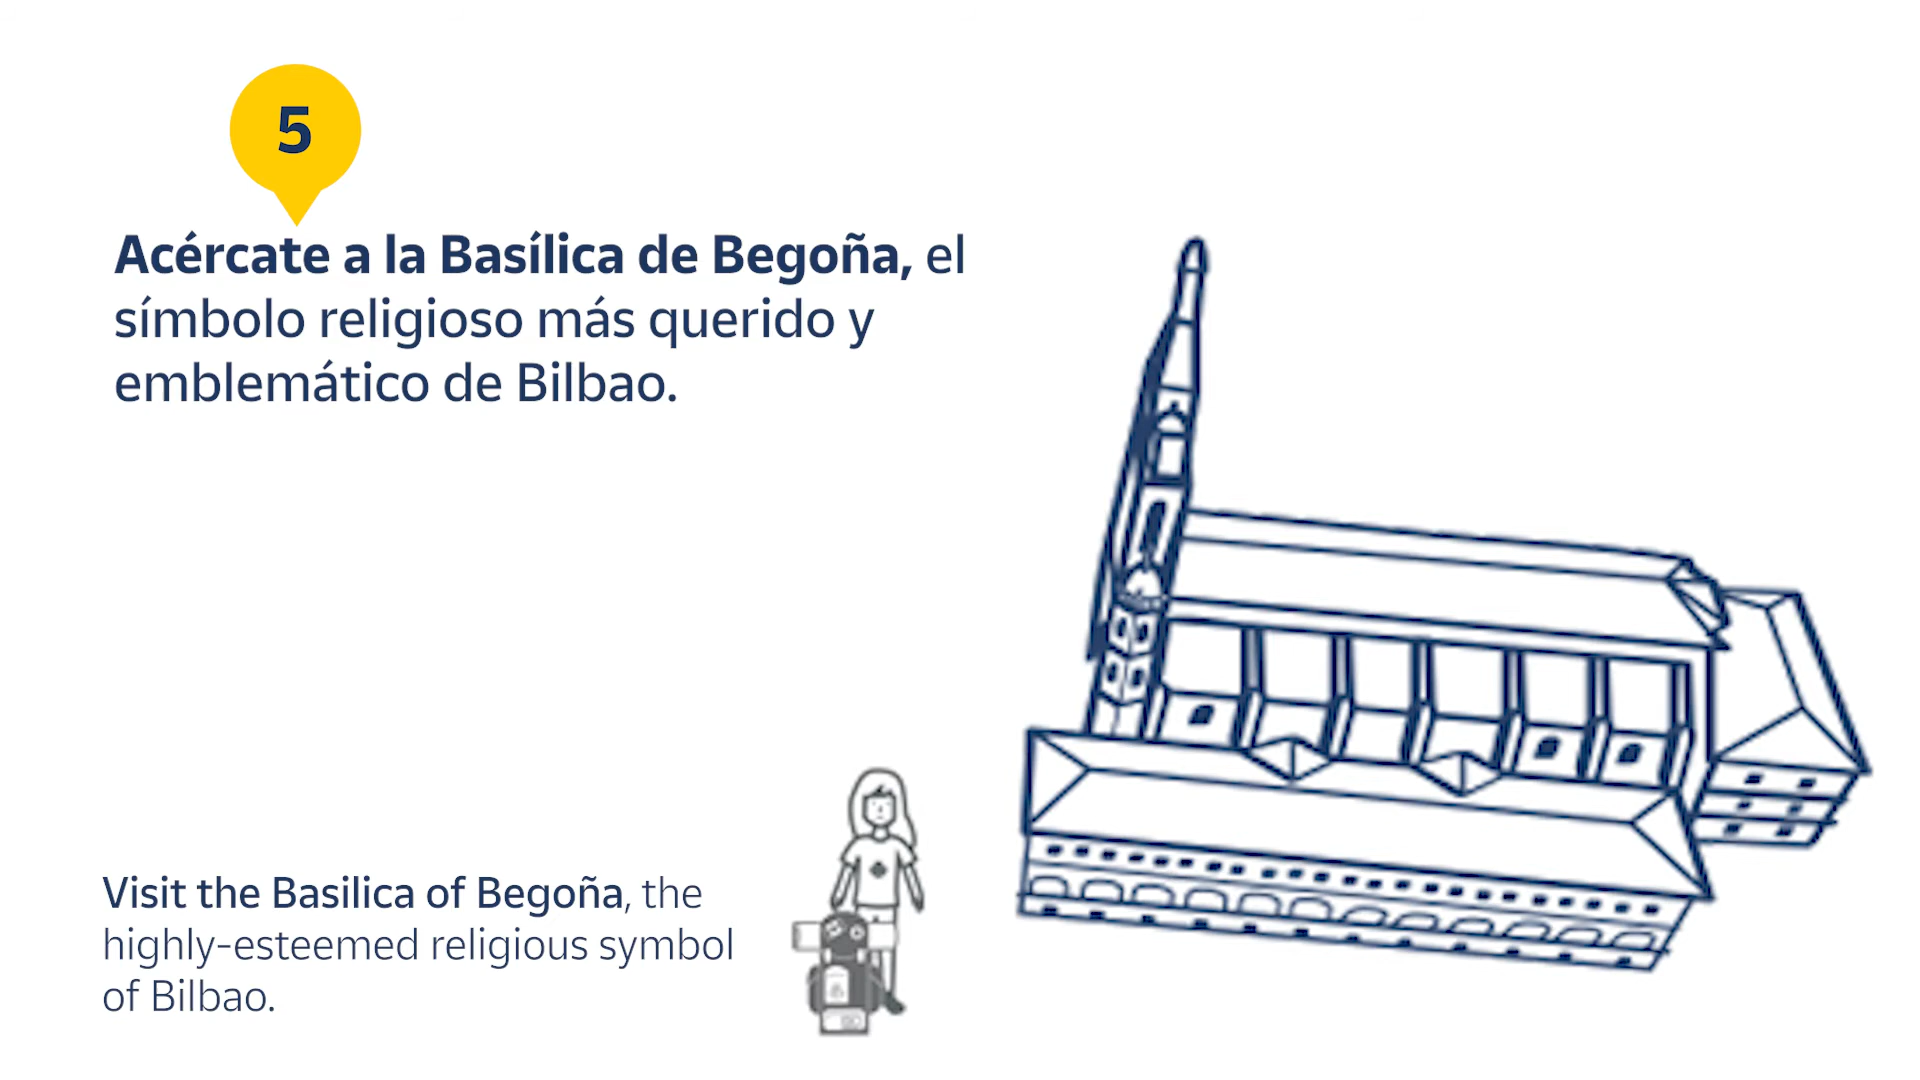 5
Acércate a la Basílica de Begoña, el
símbolo religioso más querido y
emblemático de Bilbao.
Visit the Basilica of Begoña, the
highly-esteemed religious symbol
of Bilbao.